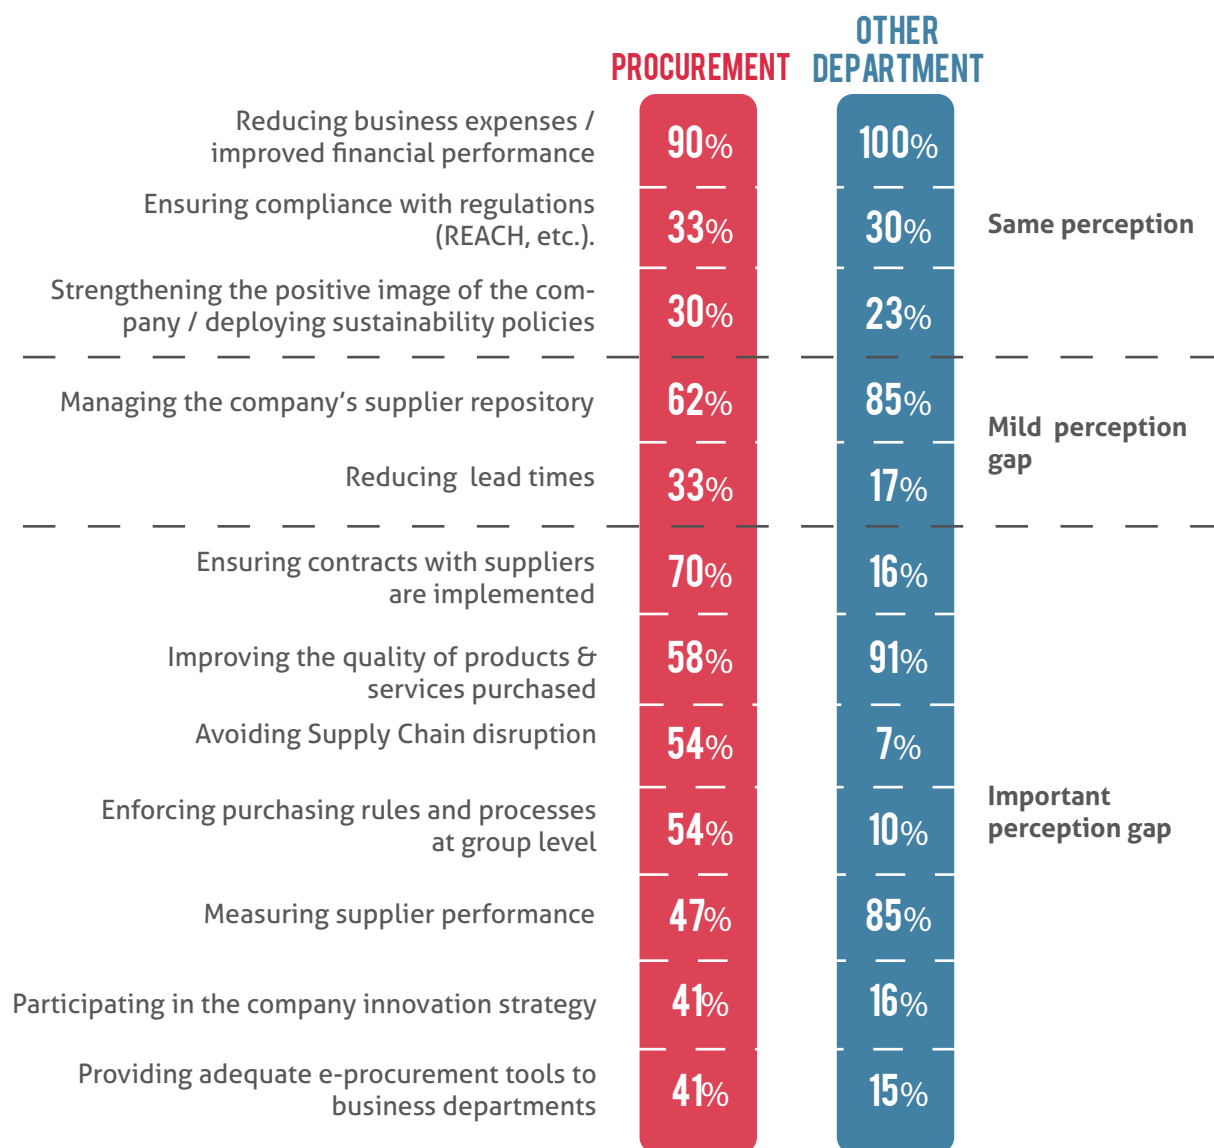 PROCUREMENT
OTHER
DEPARTMENT
Reducing business expenses /
improved financial performance
90%
100%
Ensuring compliance with regulations
(REACH, etc.).
33%
30%
Same perception
Strengthening the positive image of the com-
pany / deploying sustainability policies
30%
23%
Managing the company's supplier repository
62%
85%
Mild perception
gap
Reducing lead times
33%
17%
Ensuring contracts with suppliers
are implemented
70%
16%
Improving the quality of products &
services purchased
58%
91%
Avoiding Supply Chain disruption
54%
7%
Enforcing purchasing rules and processes
at group level
54%
10%
Important
perception gap
Measuring supplier performance
47%
85%
Participating in the company innovation strategy
41%
16%
Providing adequate e-procurement tools to
business departments
41%
15%